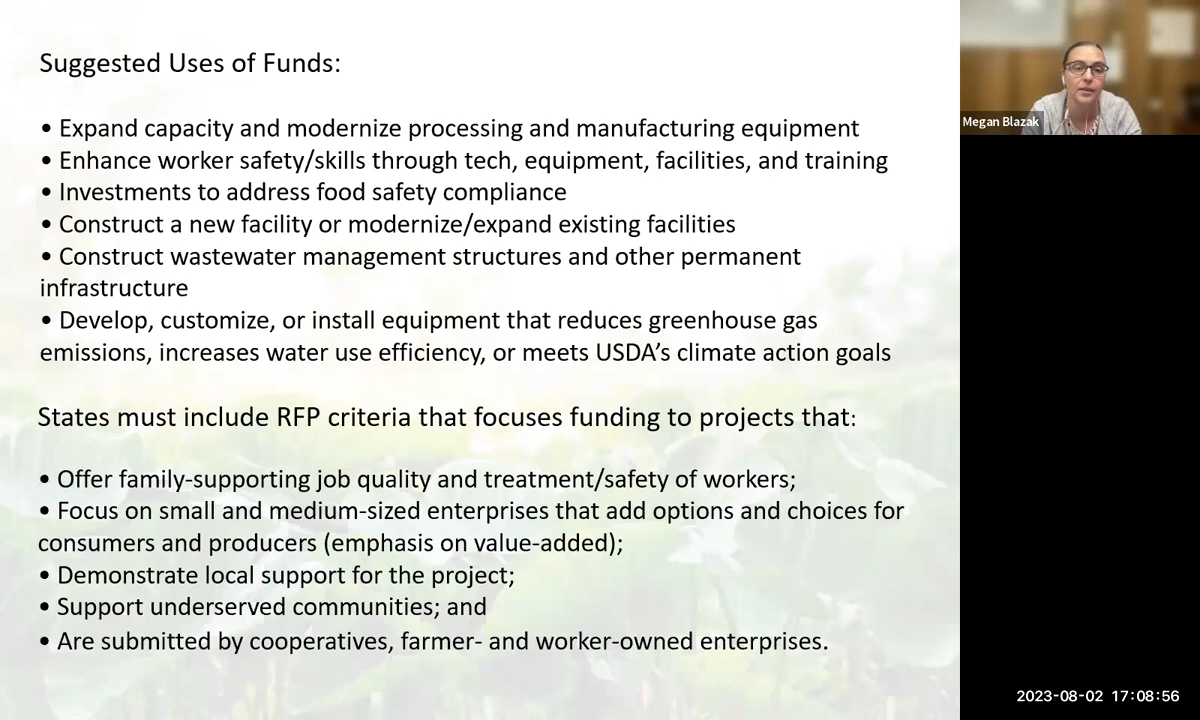 Suggested Uses of Funds:
• Expand capacity and modernize processing and manufacturing equipment
• Enhance worker safety/skills through tech, equipment, facilities, and training
• Investments to address food safety compliance
• Construct a new facility or modernize/expand existing facilities
• Construct wastewater management structures and other permanent
infrastructure
• Develop, customize, or install equipment that reduces greenhouse gas
emissions, increases water use efficiency, or meets USDA’s climate action goals
States must include RFP criteria that focuses funding to projects that:
• Offer family-supporting job quality and treatment/safety of workers;
• Focus on small and medium-sized enterprises that add options and choices for
consumers and producers (emphasis on value-added);
• Demonstrate local support for the project;
• Support underserved communities; and
• Are submitted by cooperatives, farmer- and worker-owned enterprises.
Megan Blazak
2023-08-02 17:08:56